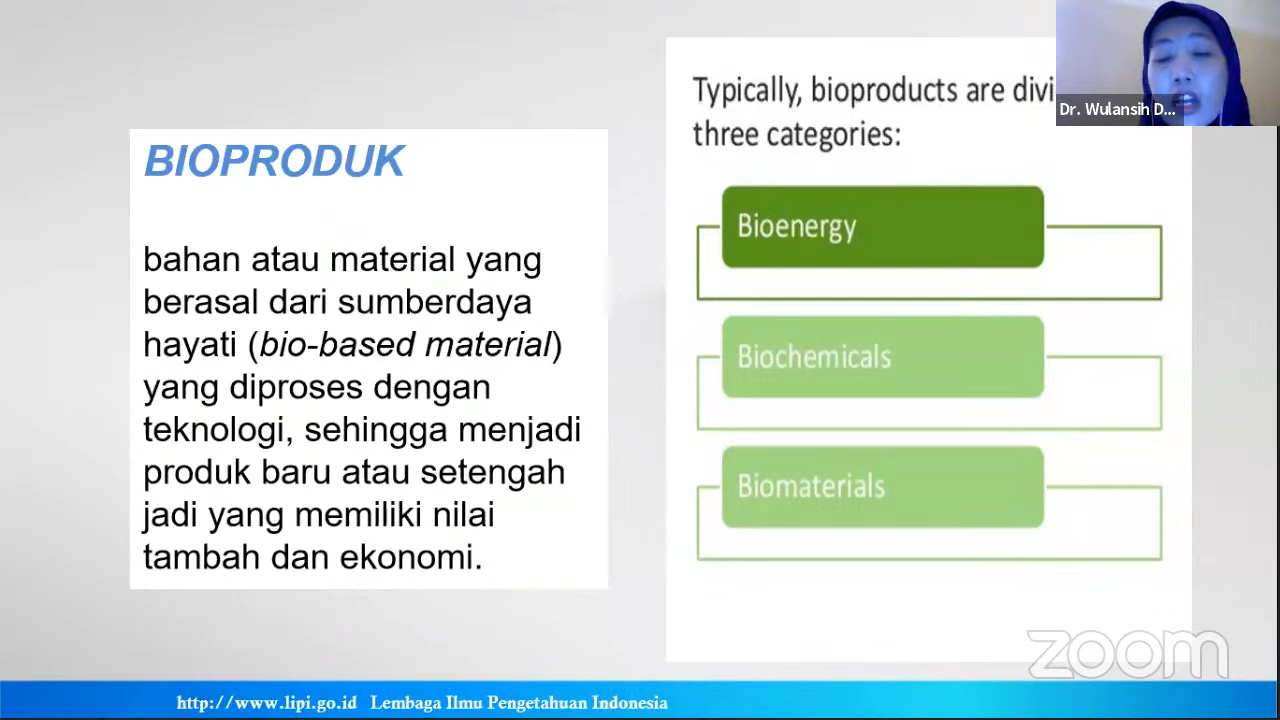 BIOPRODUK
bahan atau material yang
berasal dari sumberdaya
hayati (bio-based material)
yang diproses dengan
teknologi, sehingga menjadi
produk baru atau setengah
jadi yang memiliki nilai
tambah dan ekonomi.
Typically, bioproducts are
three categories:
Bioenergy
Biochemicals
Biomaterials
Dr. Wulansih D...
zoom
http://www.lipi.go.id Lembaga Ilmu Pengetahuan Indonesia